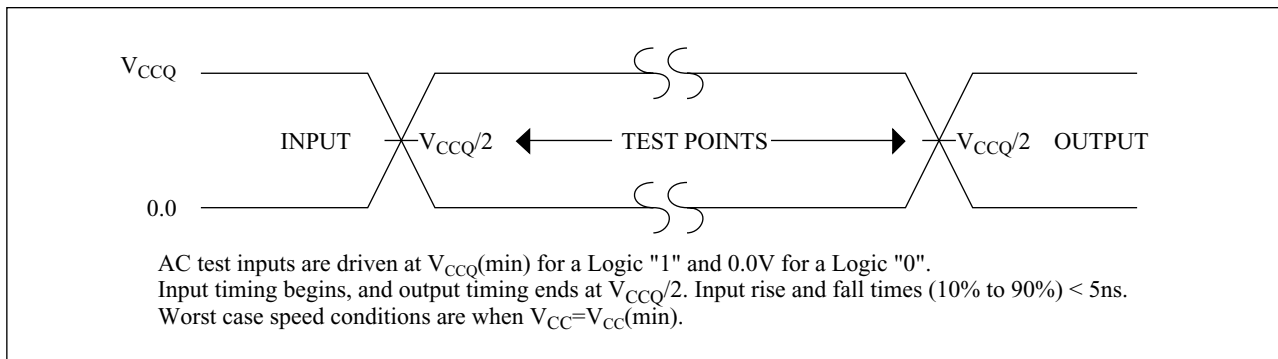 VCCQ
INPUT VCCQ/2 TEST POINTS VCCQ/2 OUTPUT
0.0
AC test inputs are driven at VCCQ(min) for a Logic "1" and 0.0V for a Logic "0".
Input timing begins, and output timing ends at VCCQ/2. Input rise and fall times (10% to 90%) < 5ns.
Worst case speed conditions are when VCC=VCC(min).